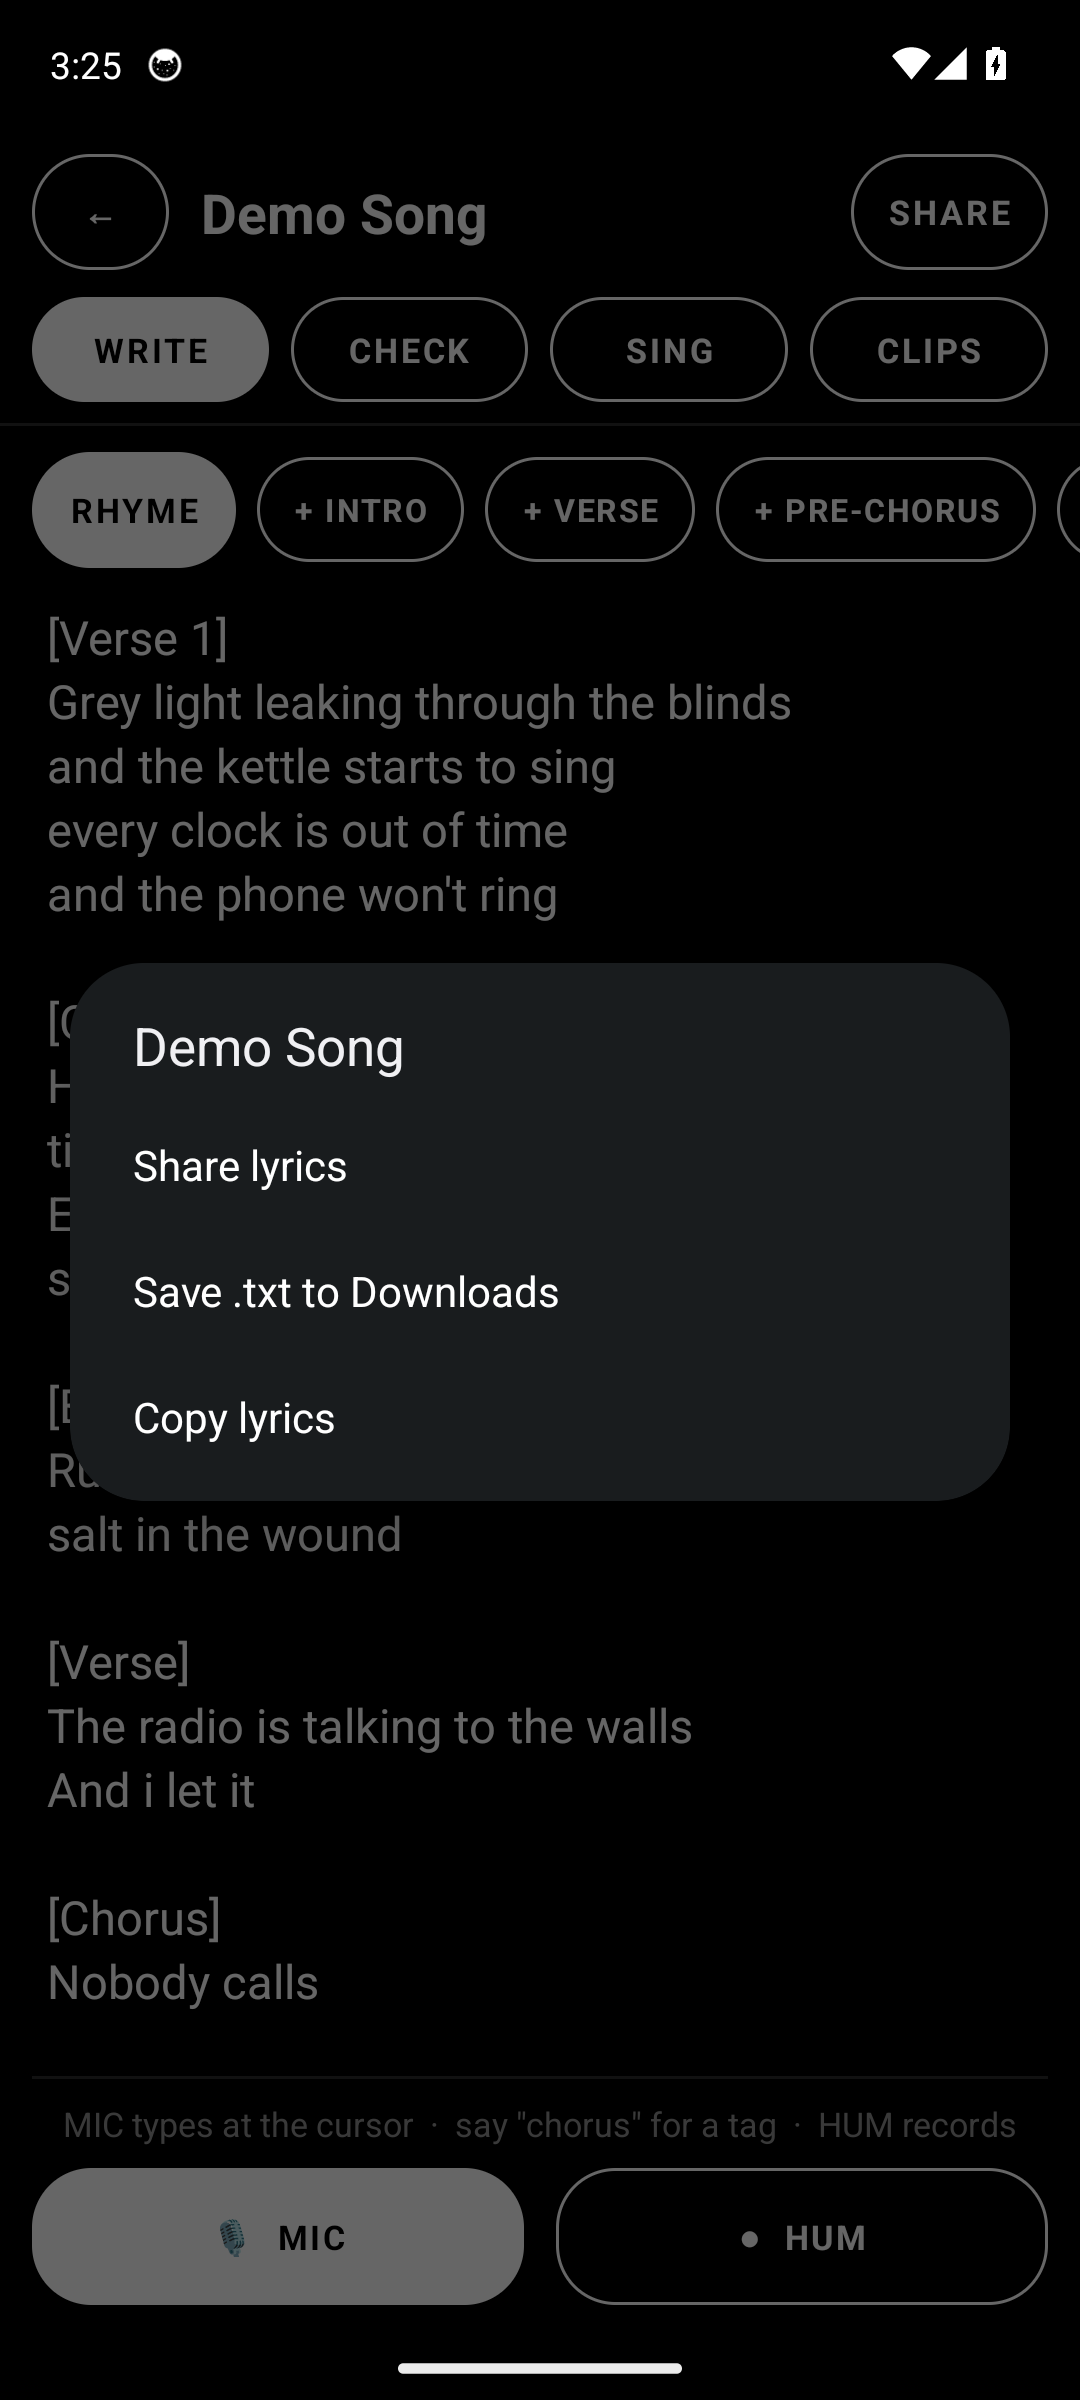 3:25
← Demo Song SHARE
WRITE CHECK SING CLIPS
RHYME + INTRO + VERSE + PRE-CHORUS
[Verse 1]
Grey light leaking through the blinds
and the kettle starts to sing
every clock is out of time
and the phone won't ring
Demo Song
Share lyrics
Save .txt to Downloads
Copy lyrics
salt in the wound
[Verse]
The radio is talking to the walls
And i let it
[Chorus]
Nobody calls
MIC types at the cursor · say "chorus" for a tag · HUM records
MIC ● HUM